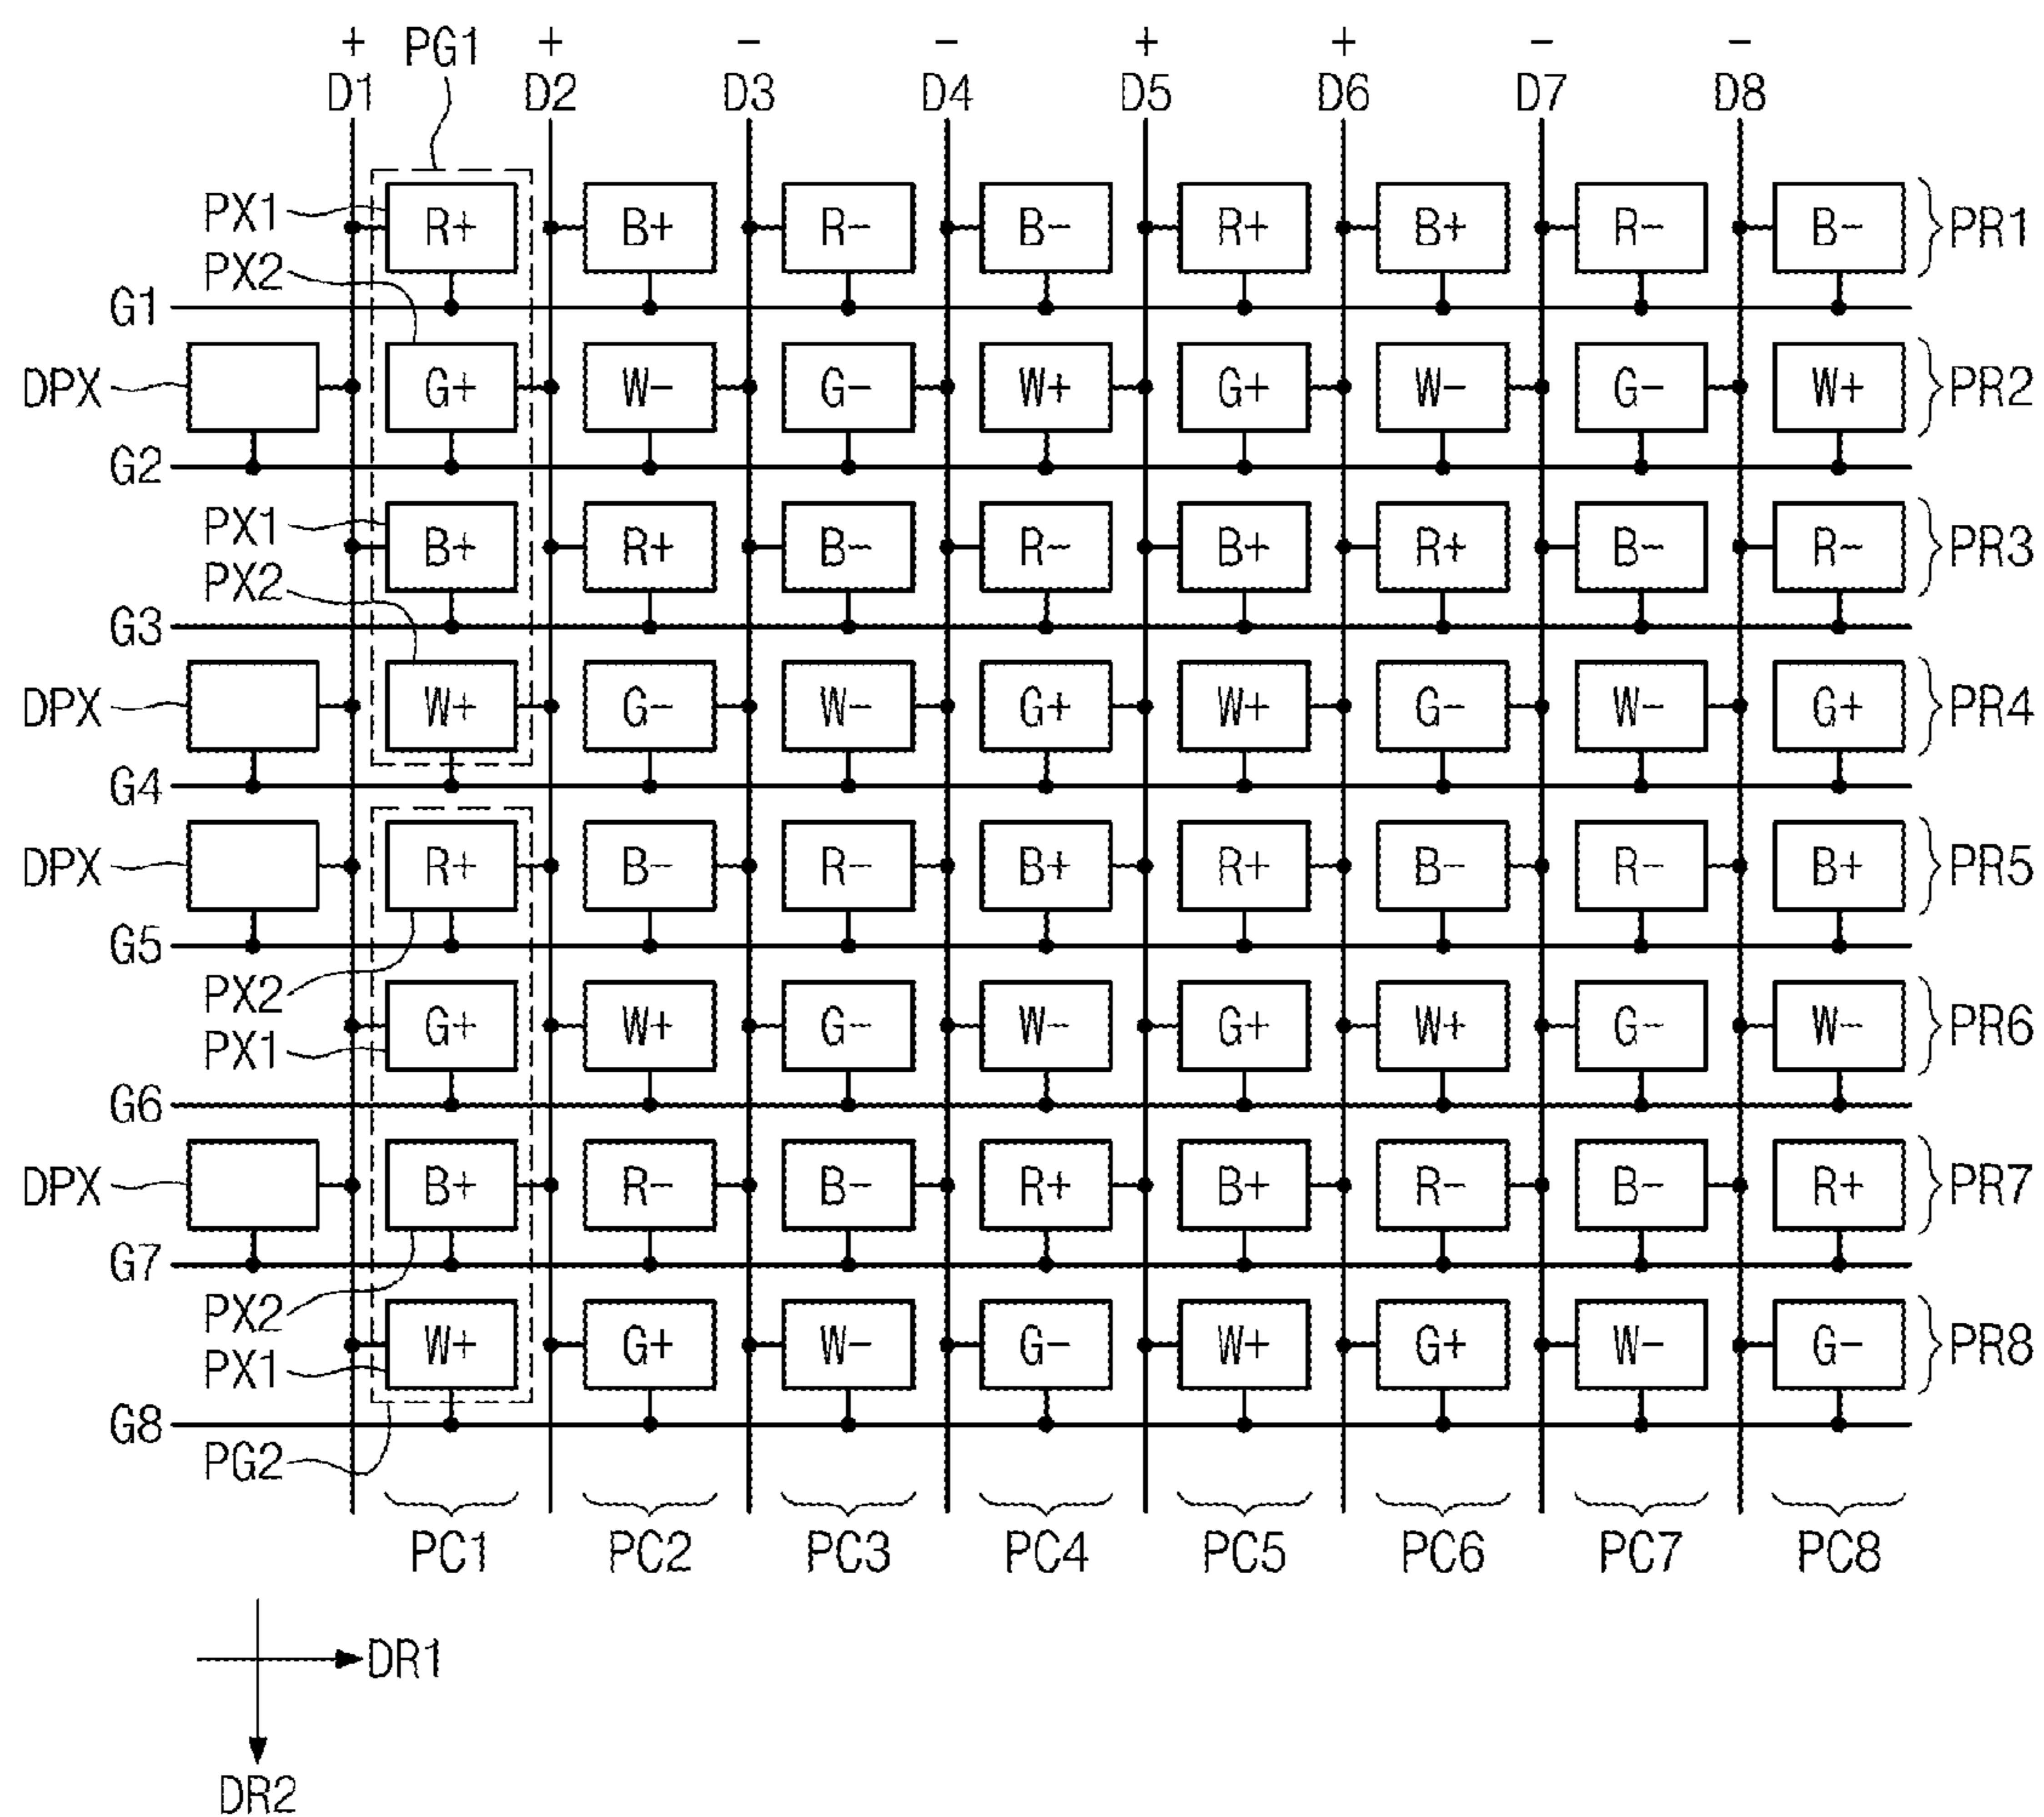 + PG1 + - - + + - -
D1 D2 D3 D4 D5 D6 D7 D8
PX1 R+ B+ R- B- R+ B+ R- B- PR1
PX2
G1
DPX G+ W- G- W+ G+ W- G- W+ PR2
G2
PX1 B+ R+ B- R- B+ R+ B- R- PR3
PX2
G3
DPX W+ G- W- G+ W+ G- W- G+ PR4
G4
DPX R+ B- R- B+ R+ B- R- B+ PR5
G5
PX2
G+ W+ G- W- G+ W+ G- W- PR6
PX1
G6
DPX B+ R- B- R+ B+ R- B- R+ PR7
G7
PX2
W+ G+ W- G- W+ G+ W- G- PR8
PX1
G8
PG2
PC1 PC2 PC3 PC4 PC5 PC6 PC7 PC8
DR1
DR2